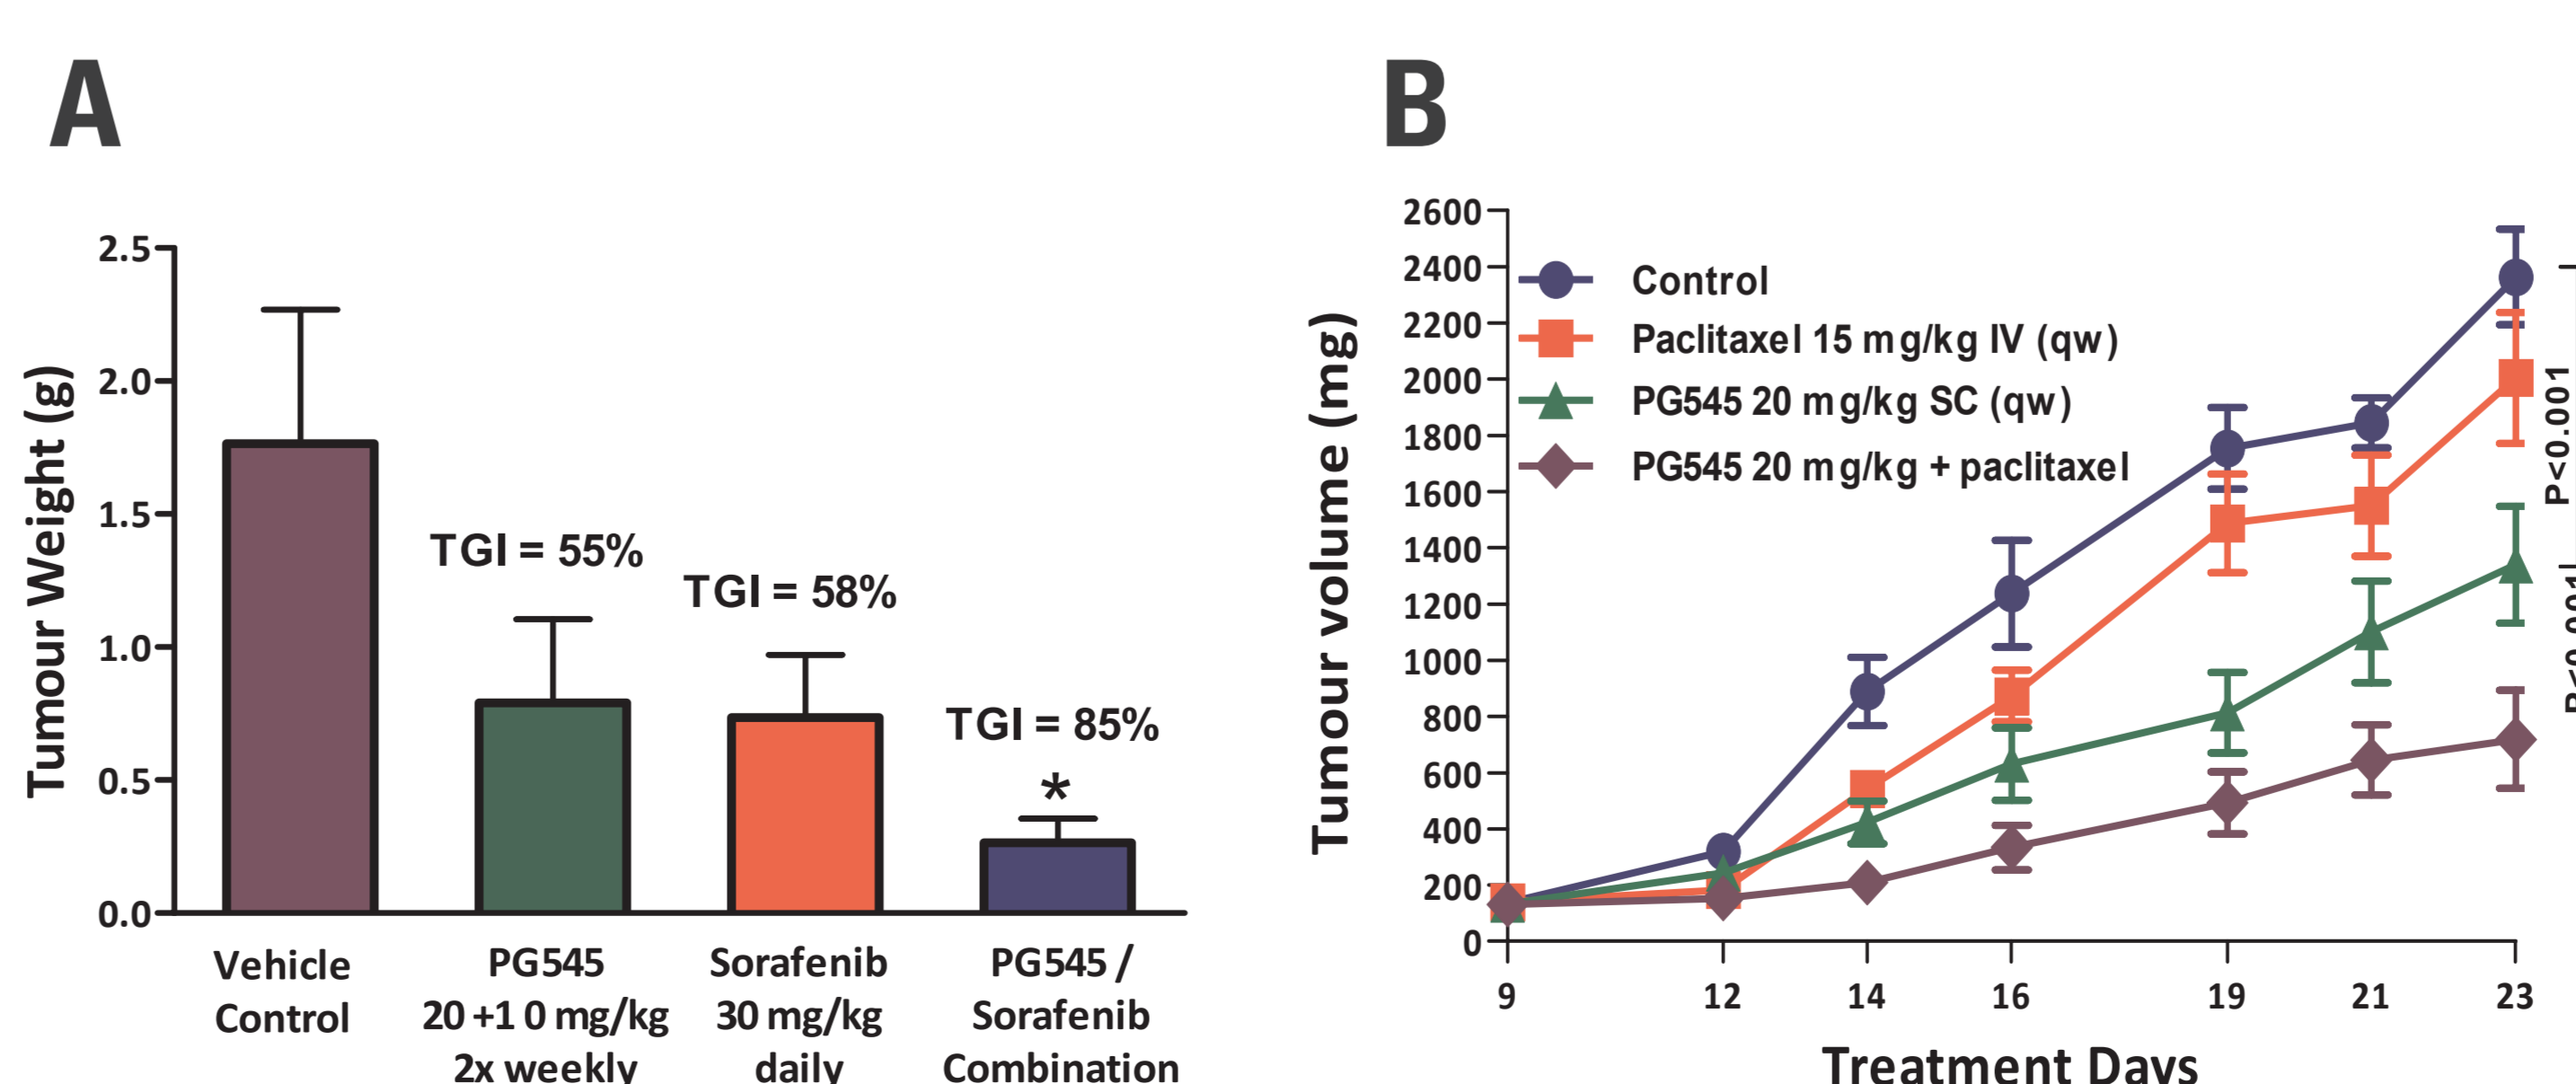 A
Tumour Weight (g)
2.5
2.0
1.5
1.0
0.5
0.0
TGI = 55%
TGI = 58%
TGI = 85%
*
Vehicle
Control
PG545
20 +1 0 mg/kg
2x weekly
Sorafenib
30 mg/kg
daily
PG545 /
Sorafenib
Combination
B
Tumour volume (mg)
2600
2400
2200
2000
1800
1600
1400
1200
1000
800
600
400
200
0
Control
Paclitaxel 15 mg/kg IV (qw)
PG545 20 mg/kg SC (qw)
PG545 20 mg/kg + paclitaxel
P<0.001
9
12
14
16
19
21
23
Treatment Days